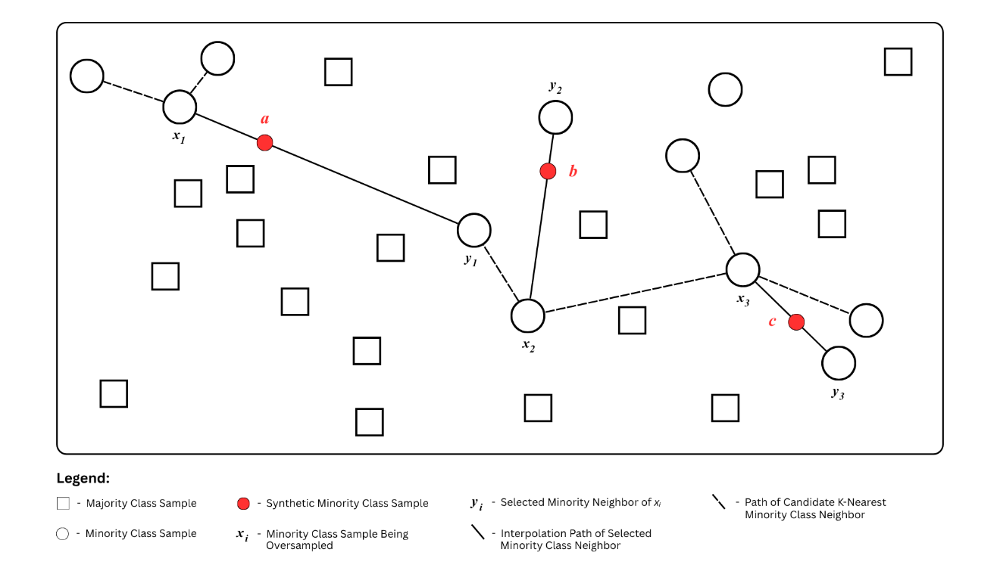 y2
a
x1
b
y1
x3
c
x2
y3
Legend:
- Majority Class Sample
- Synthetic Minority Class Sample
yi - Selected Minority Neighbor of xi
- Path of Candidate K-Nearest
Minority Class Neighbor
- Minority Class Sample
xi - Minority Class Sample Being
Oversampled
- Interpolation Path of Selected
Minority Class Neighbor